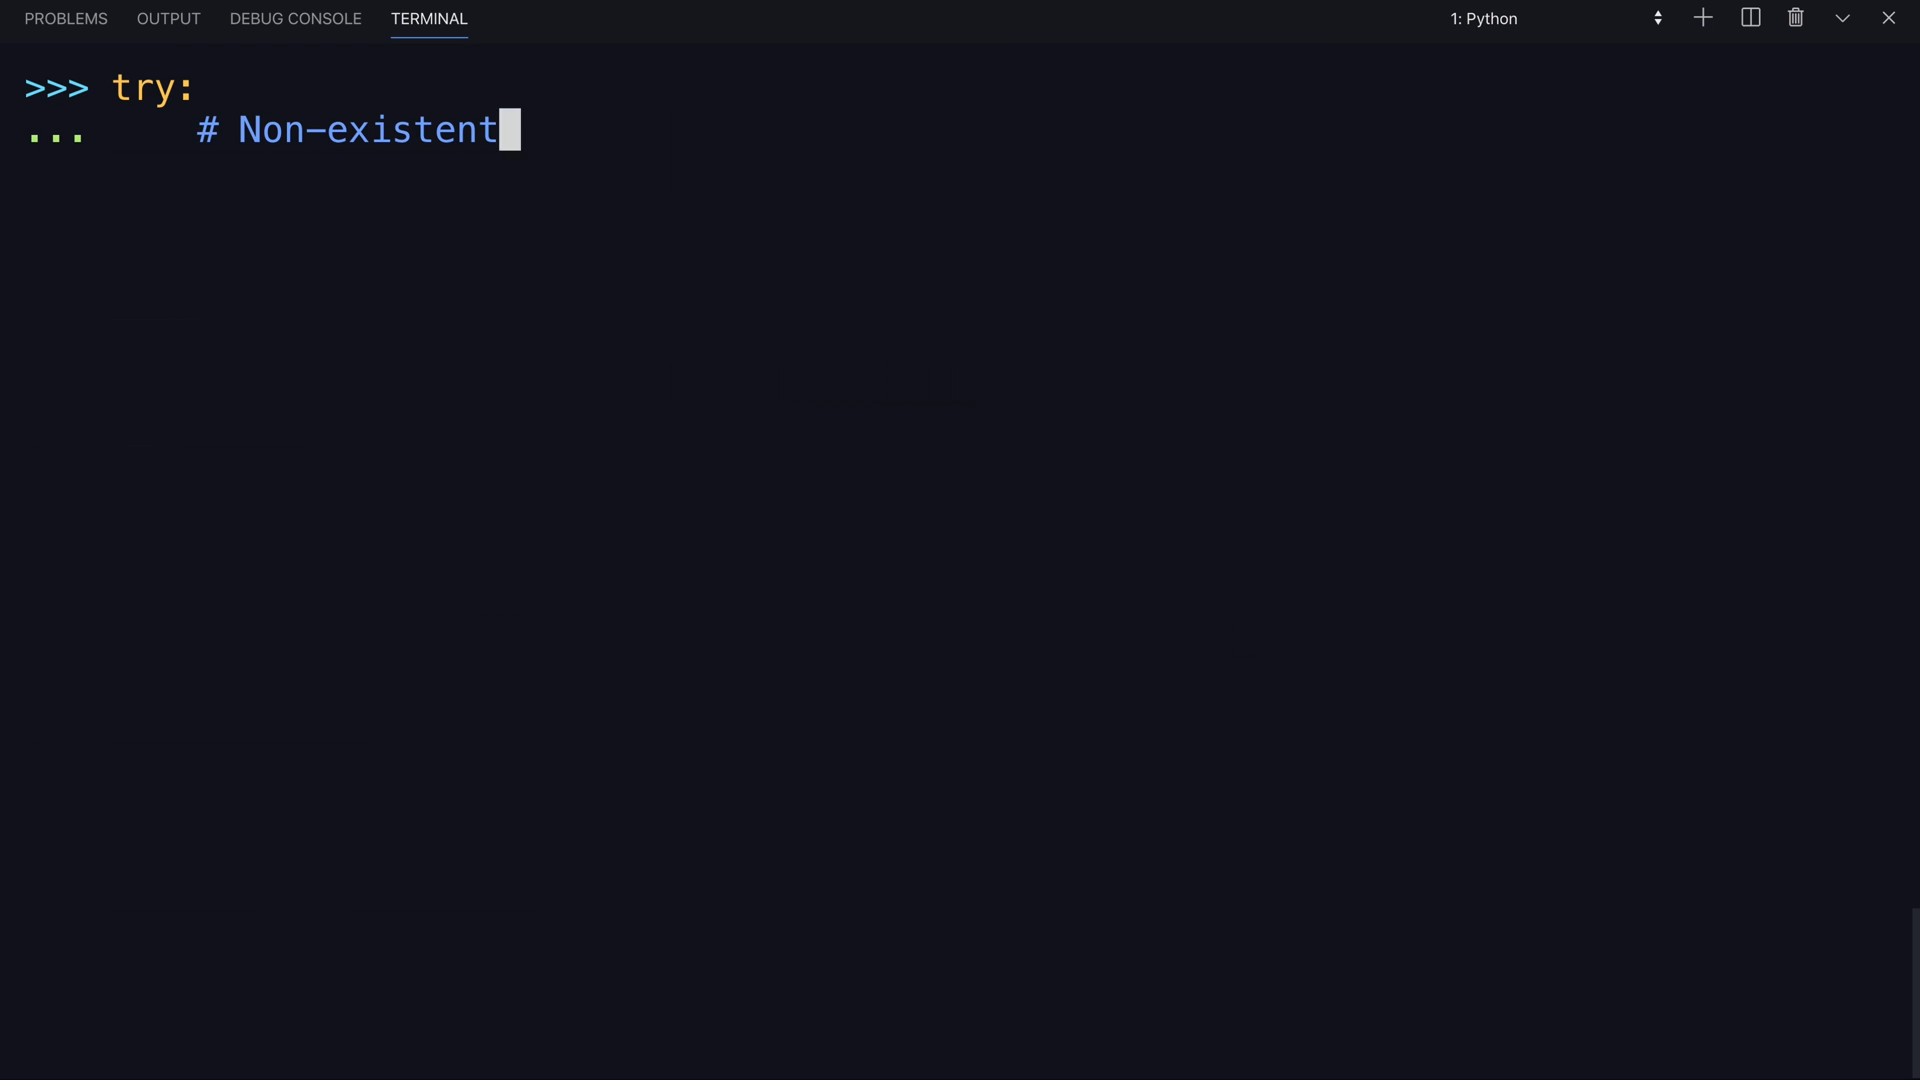 PROBLEMS OUTPUT DEBUG CONSOLE TERMINAL 1: Python
>>> try:
...     # Non-existent